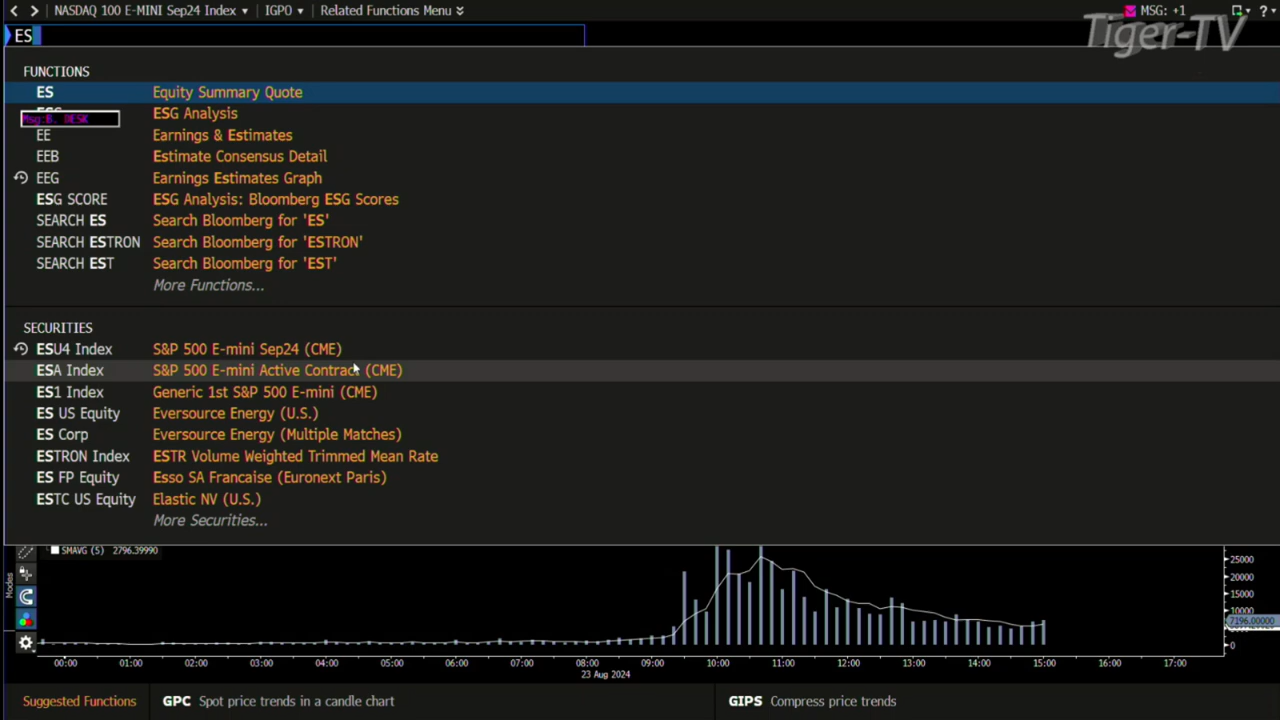 NASDAQ 100 E-MINI Sep24 Index IGPO Related Functions Menu MSG: +1 ?
Tiger-TV
ES
FUNCTIONS
ES Equity Summary Quote
ESG Analysis
Msg:B. DESK
EE Earnings & Estimates
EEB Estimate Consensus Detail
EEG Earnings Estimates Graph
ESG SCORE ESG Analysis: Bloomberg ESG Scores
SEARCH ES Search Bloomberg for 'ES'
SEARCH ESTRON Search Bloomberg for 'ESTRON'
SEARCH EST Search Bloomberg for 'EST'
More Functions...
SECURITIES
ESU4 Index S&P 500 E-mini Sep24 (CME)
ESA Index S&P 500 E-mini Active Contract (CME)
ES1 Index Generic 1st S&P 500 E-mini (CME)
ES US Equity Eversource Energy (U.S.)
ES Corp Eversource Energy (Multiple Matches)
ESTRON Index ESTR Volume Weighted Trimmed Mean Rate
ES FP Equity Esso SA Francaise (Euronext Paris)
ESTC US Equity Elastic NV (U.S.)
More Securities...
SMAVG (5) 2796.39990
Modes
25000
20000
15000
10000
7196.00000
0
00:00 01:00 02:00 03:00 04:00 05:00 06:00 07:00 08:00 09:00 10:00 11:00 12:00 13:00 14:00 15:00 16:00 17:00
23 Aug 2024
Suggested Functions GPC Spot price trends in a candle chart GIPS Compress price trends